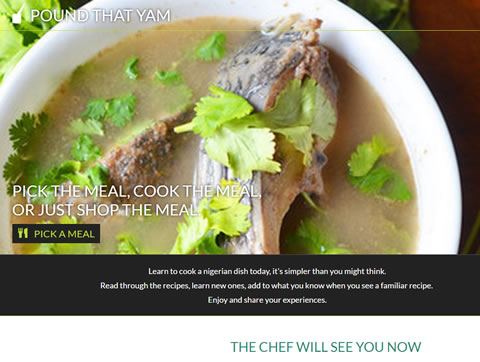 POUND THAT YAM
PICK THE MEAL, COOK THE MEAL,
OR JUST SHOP THE MEAL.
PICK A MEAL
Learn to cook a nigerian dish today, it's simpler than you might think.
Read through the recipes, learn new ones, add to what you know when you see a familiar recipe.
Enjoy and share your experiences.
THE CHEF WILL SEE YOU NOW